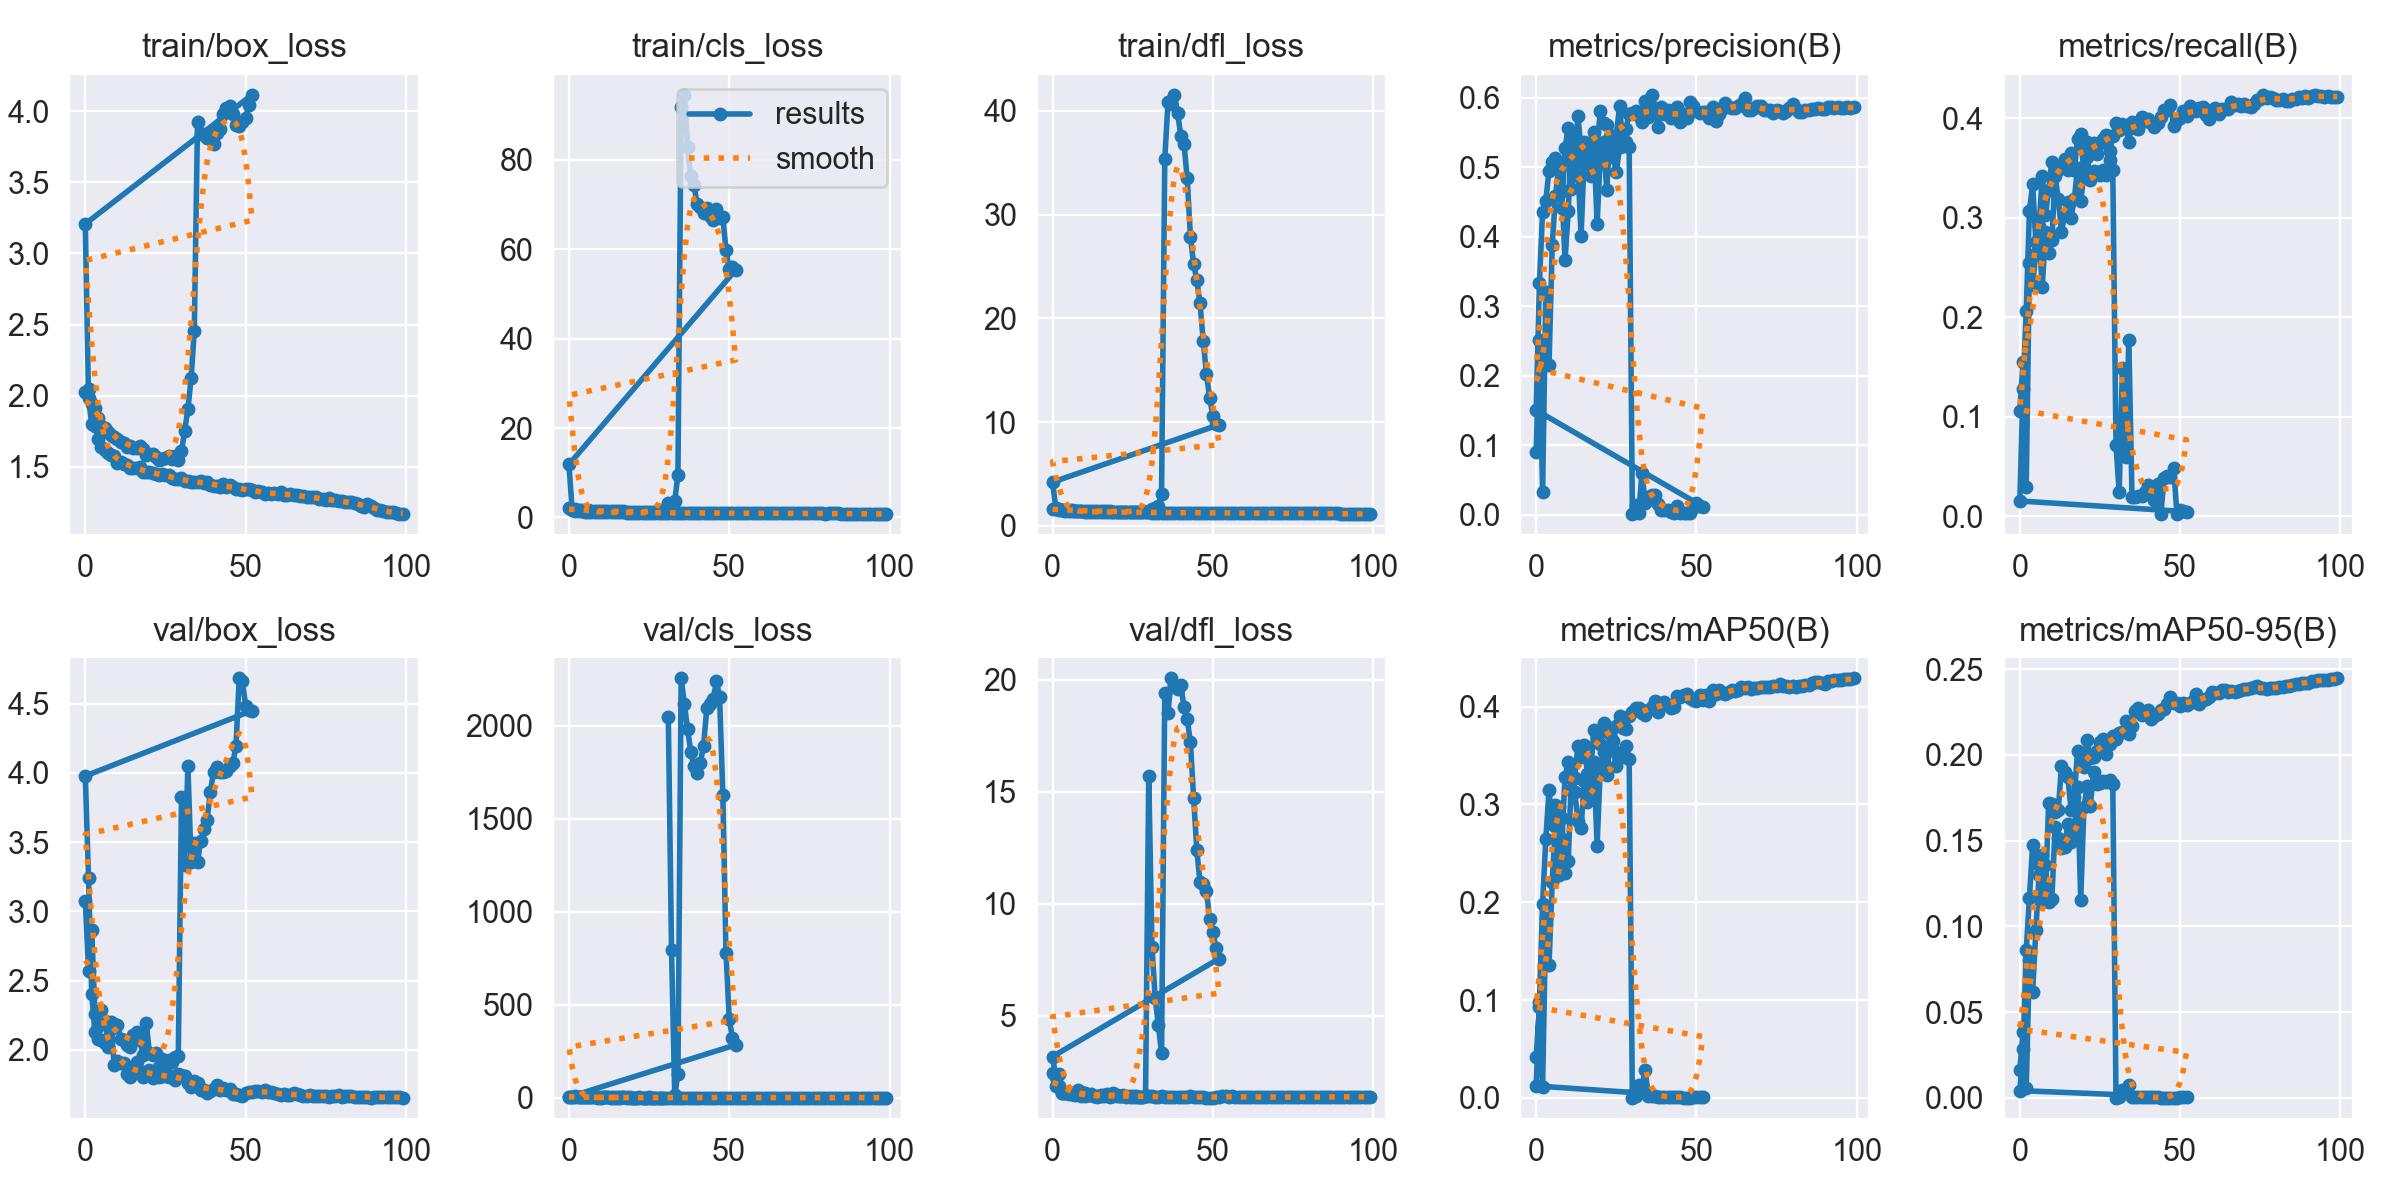 train/box_loss
train/cls_loss
train/dfl_loss
metrics/precision(B)
metrics/recall(B)
4.0
3.5
3.0
2.5
2.0
1.5
0 50 100
results
smooth
80
60
40
20
0
0 50 100
40
30
20
10
0
0 50 100
0.6
0.5
0.4
0.3
0.2
0.1
0.0
0 50 100
0.4
0.3
0.2
0.1
0.0
0 50 100
val/box_loss
val/cls_loss
val/dfl_loss
metrics/mAP50(B)
metrics/mAP50-95(B)
4.5
4.0
3.5
3.0
2.5
2.0
0 50 100
2000
1500
1000
500
0
0 50 100
20
15
10
5
0 50 100
0.4
0.3
0.2
0.1
0.0
0 50 100
0.25
0.20
0.15
0.10
0.05
0.00
0 50 100